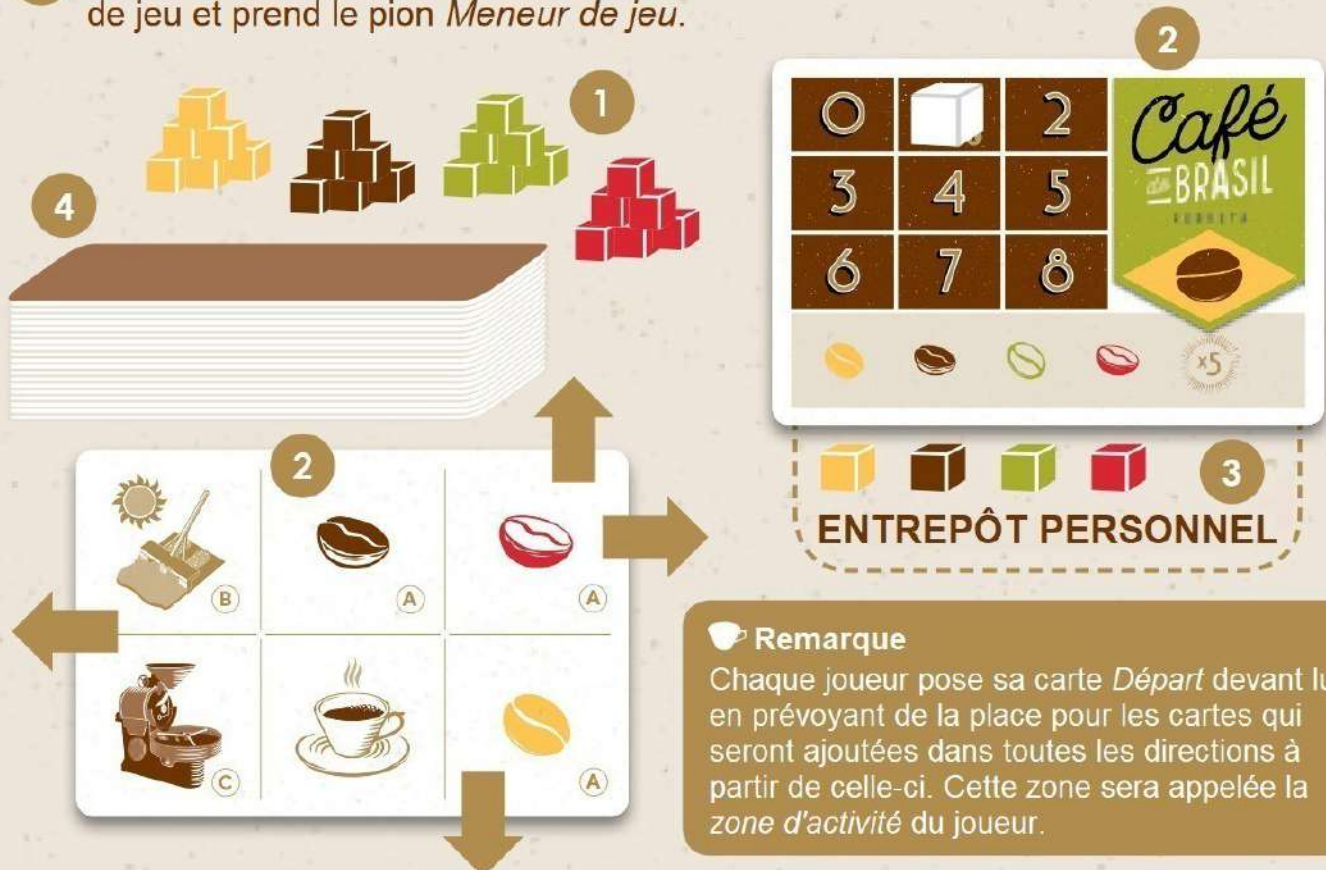 de jeu et prend le pion Meneur de jeu.
1
2
4
0 2
3 4 5
6 7 8
Café
do BRASIL
x5
2
3
ENTREPÔT PERSONNEL
B
A
A
C
A
Remarque
Chaque joueur pose sa carte Départ devant lu
en prévoyant de la place pour les cartes qui
seront ajoutées dans toutes les directions à
partir de celle-ci. Cette zone sera appelée la
zone d'activité du joueur.